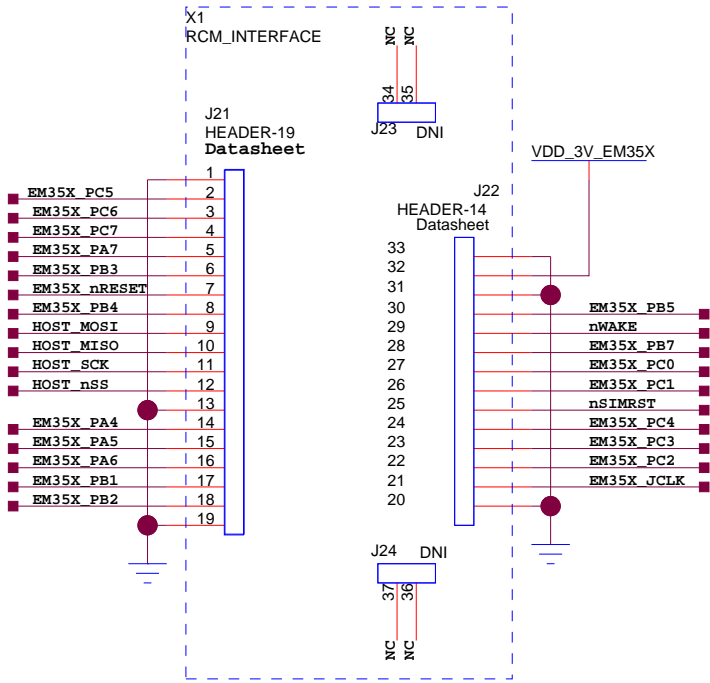 X1
RCM_INTERFACE
NC
NC
34
35
J23
DNI
J21
HEADER-19
Datasheet
1
EM35X_PC5
2
EM35X_PC6
3
EM35X_PC7
4
EM35X_PA7
5
EM35X_PB3
6
EM35X_nRESET
7
EM35X_PB4
8
HOST_MOSI
9
HOST_MISO
10
HOST_SCK
11
HOST_nSS
12
13
EM35X_PA4
14
EM35X_PA5
15
EM35X_PA6
16
EM35X_PB1
17
EM35X_PB2
18
19
VDD_3V_EM35X
J22
HEADER-14
Datasheet
33
32
31
30
EM35X_PB5
29
nWAKE
28
EM35X_PB7
27
EM35X_PC0
26
EM35X_PC1
25
nSIMRST
24
EM35X_PC4
23
EM35X_PC3
22
EM35X_PC2
21
EM35X_JCLK
20
J24
DNI
37
36
NC
NC